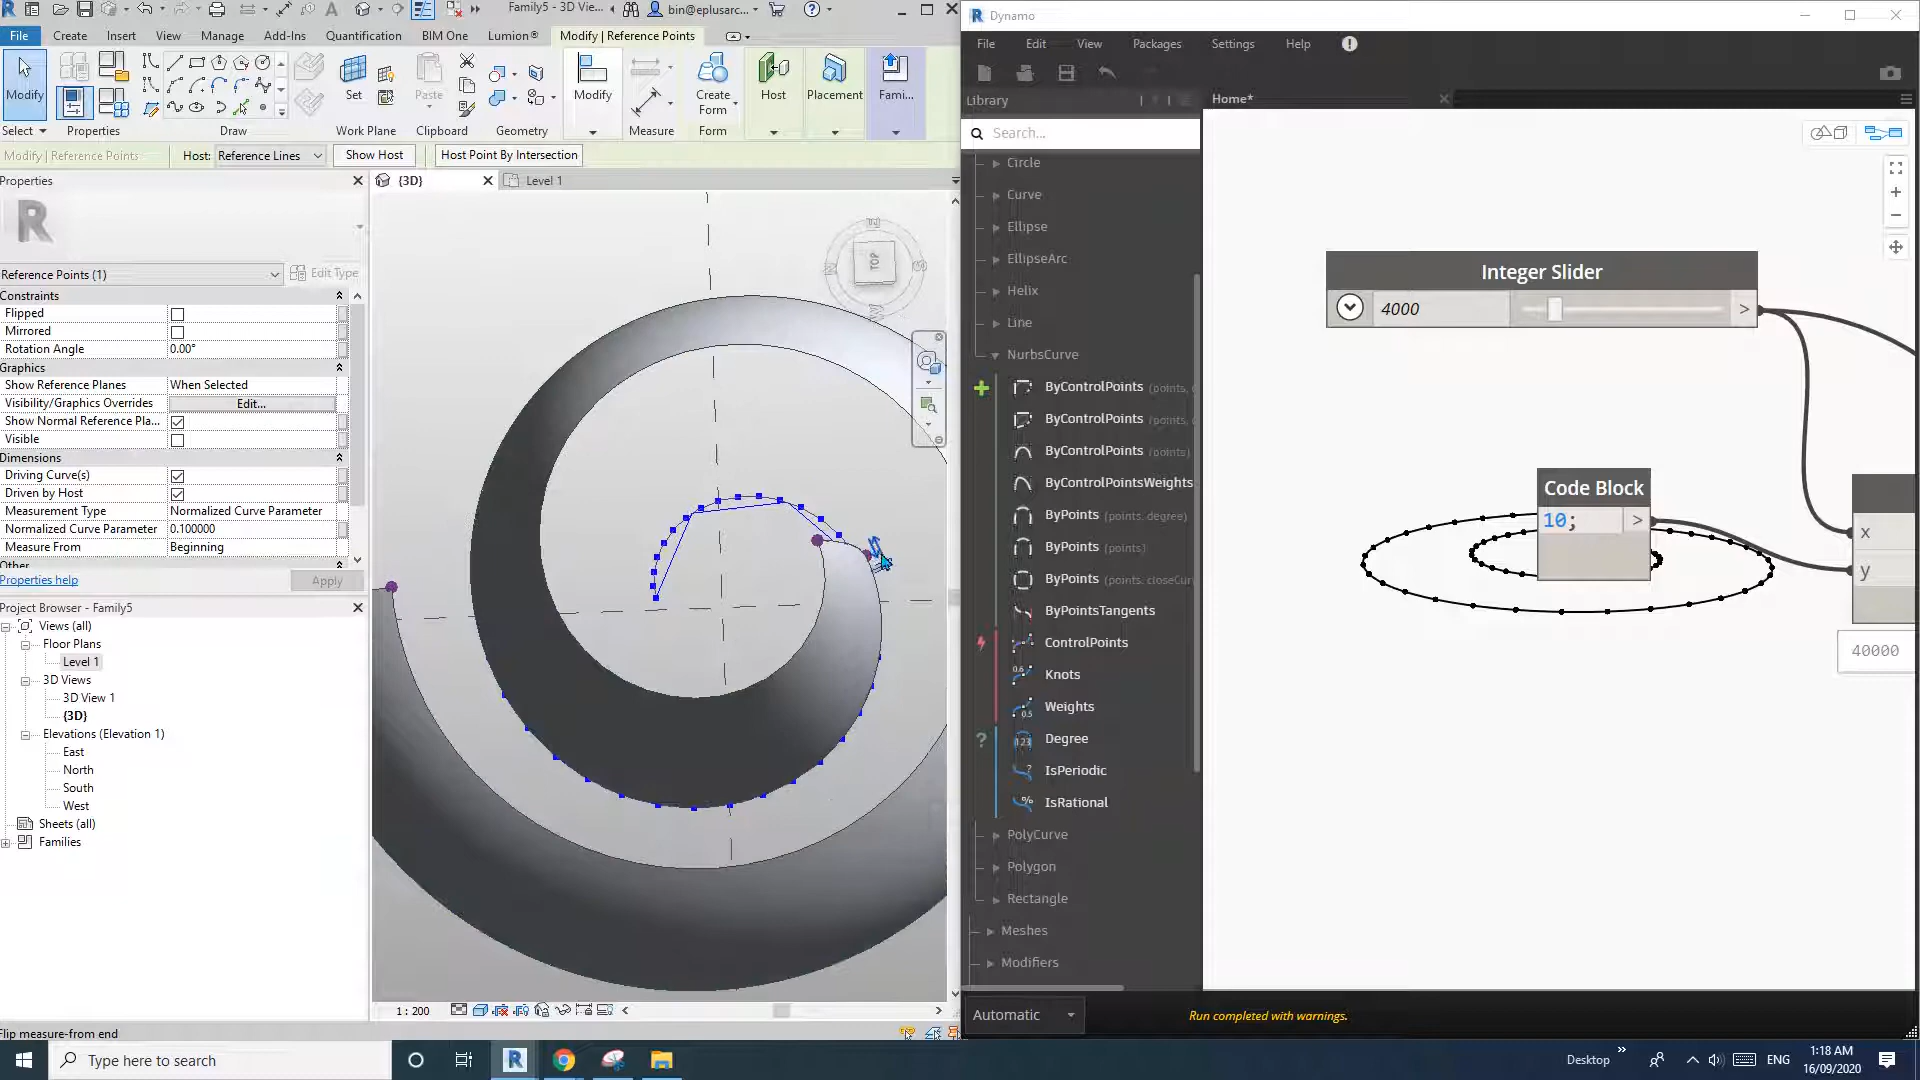 Family5 - 3D Vie...
bin@eplusarc...
File Create Insert View Manage Add-Ins Quantification BIM One Lumion® Modify | Reference Points
Modify Set Paste Modify Create Form Host Placement Fami...
Select Properties Draw Work Plane Clipboard Geometry Measure Form
Modify | Reference Points Host: Reference Lines Show Host Host Point By Intersection
Properties
{3D} Level 1
R
Reference Points (1) Edit Type
Constraints
Flipped
Mirrored
Rotation Angle 0.00°
Graphics
Show Reference Planes When Selected
Visibility/Graphics Overrides Edit...
Show Normal Reference Pla...
Visible
Dimensions
Driving Curve(s)
Driven by Host
Measurement Type Normalized Curve Parameter
Normalized Curve Parameter 0.100000
Measure From Beginning
Other
Properties help Apply
Project Browser - Family5
Views (all)
Floor Plans
Level 1
3D Views
3D View 1
{3D}
Elevations (Elevation 1)
East
North
South
West
Sheets (all)
Families
TOP
1 : 200
Flip measure-from end
Dynamo
File Edit View Packages Settings Help
Library
Home*
Search...
Circle
Curve
Ellipse
EllipseArc
Helix
Line
NurbsCurve
ByControlPoints (points,
ByControlPoints (points,
ByControlPoints (points)
ByControlPointsWeights
ByPoints (points, degree)
ByPoints (points)
ByPoints (points, closeCur
ByPointsTangents
ControlPoints
Knots
Weights
Degree
IsPeriodic
IsRational
PolyCurve
Polygon
Rectangle
Meshes
Modifiers
Integer Slider
4000 >
Code Block
10; >
x
y
40000
Automatic
Run completed with warnings.
Type here to search
Desktop
ENG
1:18 AM
16/09/2020